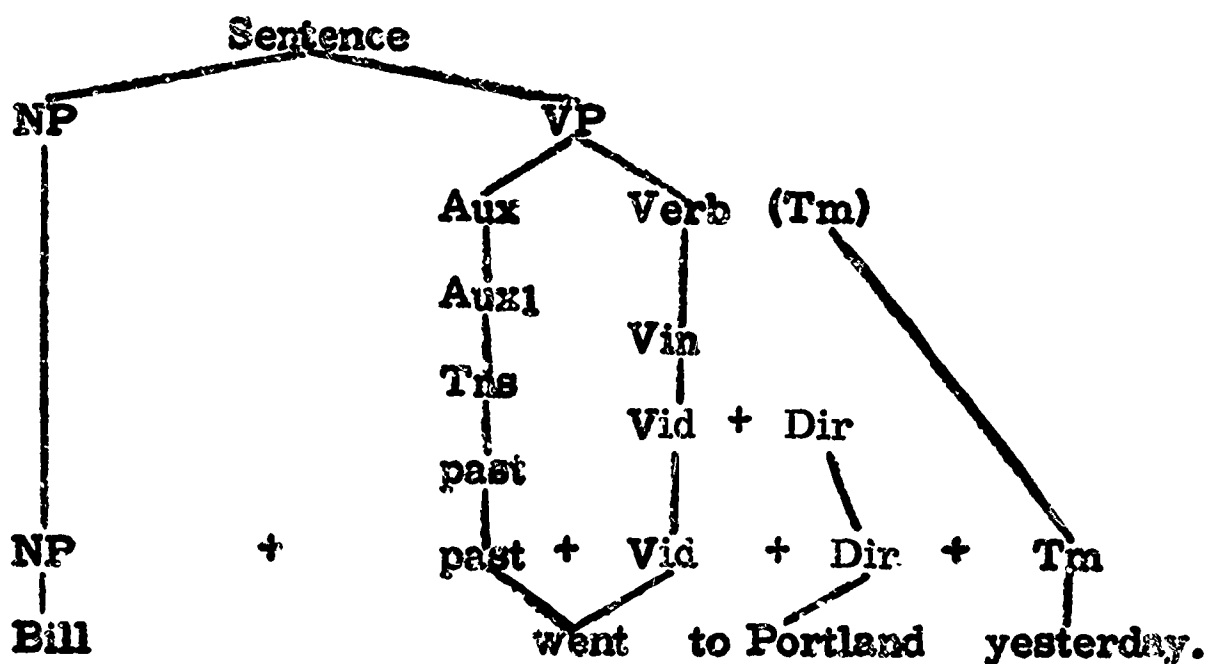 Sentence
NP VP
Aux Verb (Tm)
Aux1
Vin
Tns
Vid + Dir
past
NP + past + Vid + Dir + Tm
Bill went to Portland yesterday.